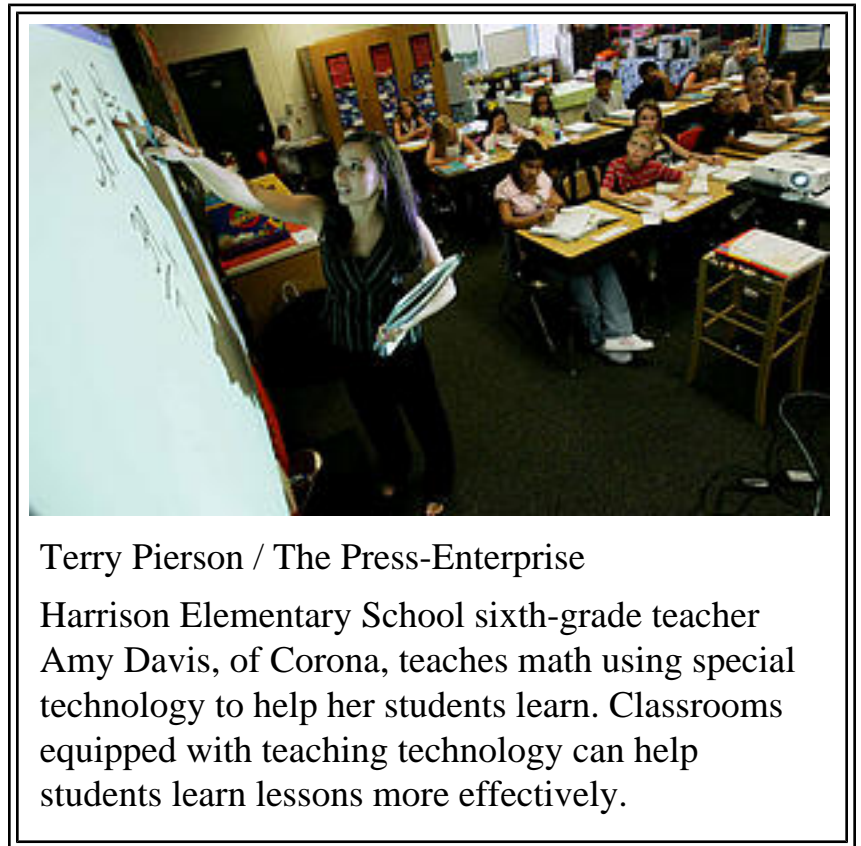 Terry Pierson / The Press-Enterprise
Harrison Elementary School sixth-grade teacher
Amy Davis, of Corona, teaches math using special
technology to help her students learn. Classrooms
equipped with teaching technology can help
students learn lessons more effectively.